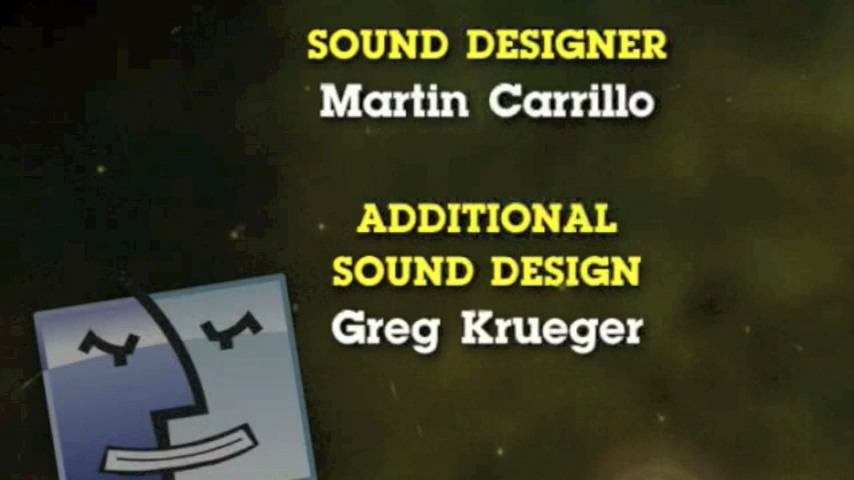 SOUND DESIGNER
Martin Carrillo
ADDITIONAL
SOUND DESIGN
Greg Krueger